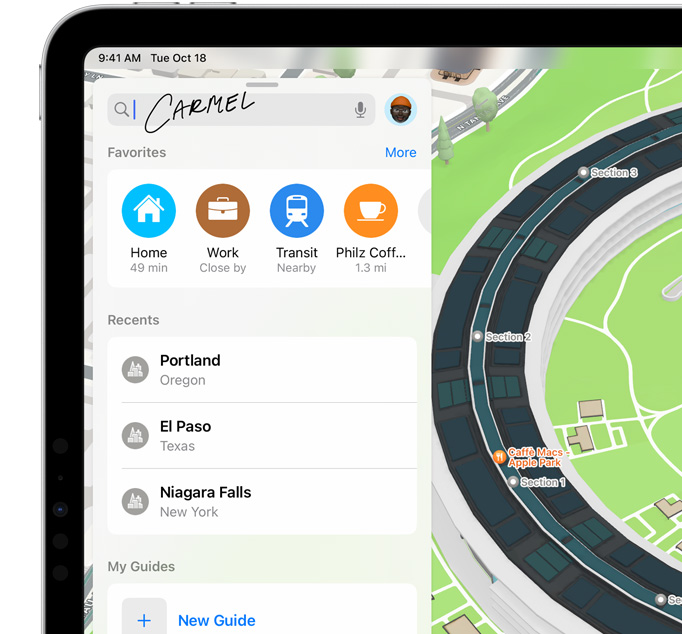 9:41 AM Tue Oct 18
CARMEL
Favorites More
Home
49 min
Work
Close by
Transit
Nearby
Philz Coff...
1.3 mi
Recents
Portland
Oregon
El Paso
Texas
Niagara Falls
New York
My Guides
+ New Guide
Section 3
Section 2
Caffè Macs -
Apple Park
Section 1
Se